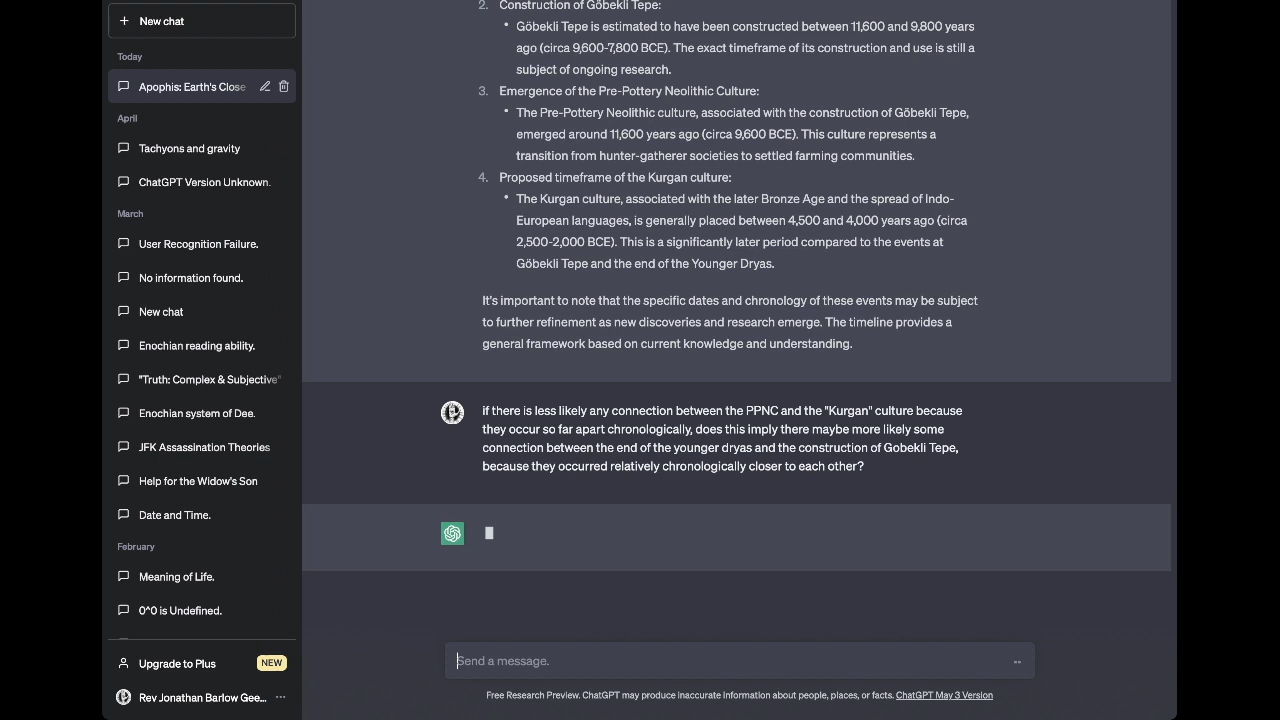 New chat
Today
Apophis: Earth's Close
April
Tachyons and gravity
ChatGPT Version Unknown.
March
User Recognition Failure.
No information found.
New chat
Enochian reading ability.
"Truth: Complex & Subjective"
Enochian system of Dee.
JFK Assassination Theories
Help for the Widow's Son
Date and Time.
February
Meaning of Life.
0^0 is Undefined.
Upgrade to Plus NEW
Rev Jonathan Barlow Gee...
2. Construction of Göbekli Tepe:
• Göbekli Tepe is estimated to have been constructed between 11,600 and 9,800 years
ago (circa 9,600-7,800 BCE). The exact timeframe of its construction and use is still a
subject of ongoing research.
3. Emergence of the Pre-Pottery Neolithic Culture:
• The Pre-Pottery Neolithic culture, associated with the construction of Göbekli Tepe,
emerged around 11,600 years ago (circa 9,600 BCE). This culture represents a
transition from hunter-gatherer societies to settled farming communities.
4. Proposed timeframe of the Kurgan culture:
• The Kurgan culture, associated with the later Bronze Age and the spread of Indo-
European languages, is generally placed between 4,500 and 4,000 years ago (circa
2,500-2,000 BCE). This is a significantly later period compared to the events at
Göbekli Tepe and the end of the Younger Dryas.
It's important to note that the specific dates and chronology of these events may be subject
to further refinement as new discoveries and research emerge. The timeline provides a
general framework based on current knowledge and understanding.
if there is less likely any connection between the PPNC and the "Kurgan" culture because
they occur so far apart chronologically, does this imply there maybe more likely some
connection between the end of the younger dryas and the construction of Gobekli Tepe,
because they occurred relatively chronologically closer to each other?
Send a message.
Free Research Preview. ChatGPT may produce inaccurate information about people, places, or facts. ChatGPT May 3 Version